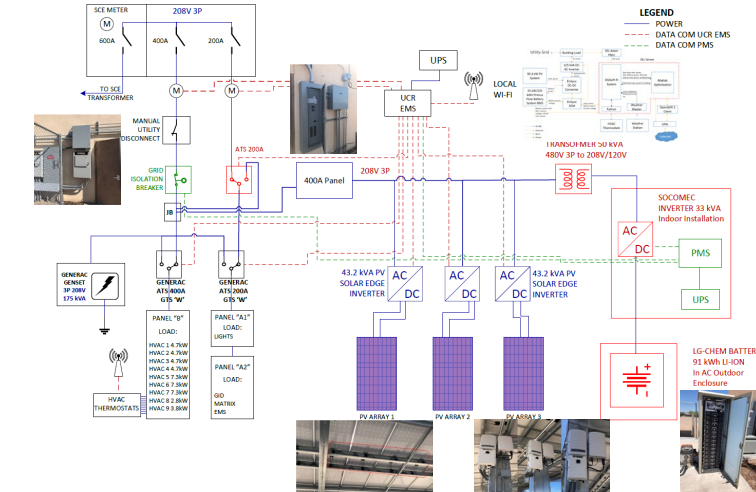 SCE METER
208V 3P
M
600A
400A
200A
TO SCE
TRANSFORMER
M
M
MANUAL
UTILITY
DISCONNECT
GRID
ISOLATION
BREAKER
ATS 200A
JB
400A Panel
208V 3P
UPS
UCR
EMS
LOCAL
WI-FI
LEGEND
POWER
DATA COM UCR EMS
DATA COM PMS
TRANSOFMER 50 kVA
480V 3P to 208V/120V
SOCOMEC
INVERTER 33 kVA
Indoor Installation
AC
DC
PMS
UPS
GENERAC
GENSET
3P 208V
175 kVA
GENERAC
ATS 400A
GTS 'W'
GENERAC
ATS 200A
GTS 'W'
43.2 kVA PV
SOLAR EDGE
INVERTER
AC
DC
AC
DC
AC
DC
43.2 kVA PV
SOLAR EDGE
INVERTER
PANEL "B"
LOAD:
HVAC 1 4.7kW
HVAC 2 4.7kW
HVAC 3 4.7kW
HVAC 4 4.7kW
HVAC 5 7.3kW
HVAC 6 7.3kW
HVAC 7 7.3kW
HVAC 8 2.8kW
HVAC 9 3.8kW
PANEL "A1"
LOAD:
LIGHTS
PANEL "A2"
LOAD:
GID
MATRIX
EMS
HVAC
THERMOSTATS
PV ARRAY 1
PV ARRAY 2
PV ARRAY 3
LG-CHEM BATTER
91 kWh LI-ION
In AC Outdoor
Enclosure